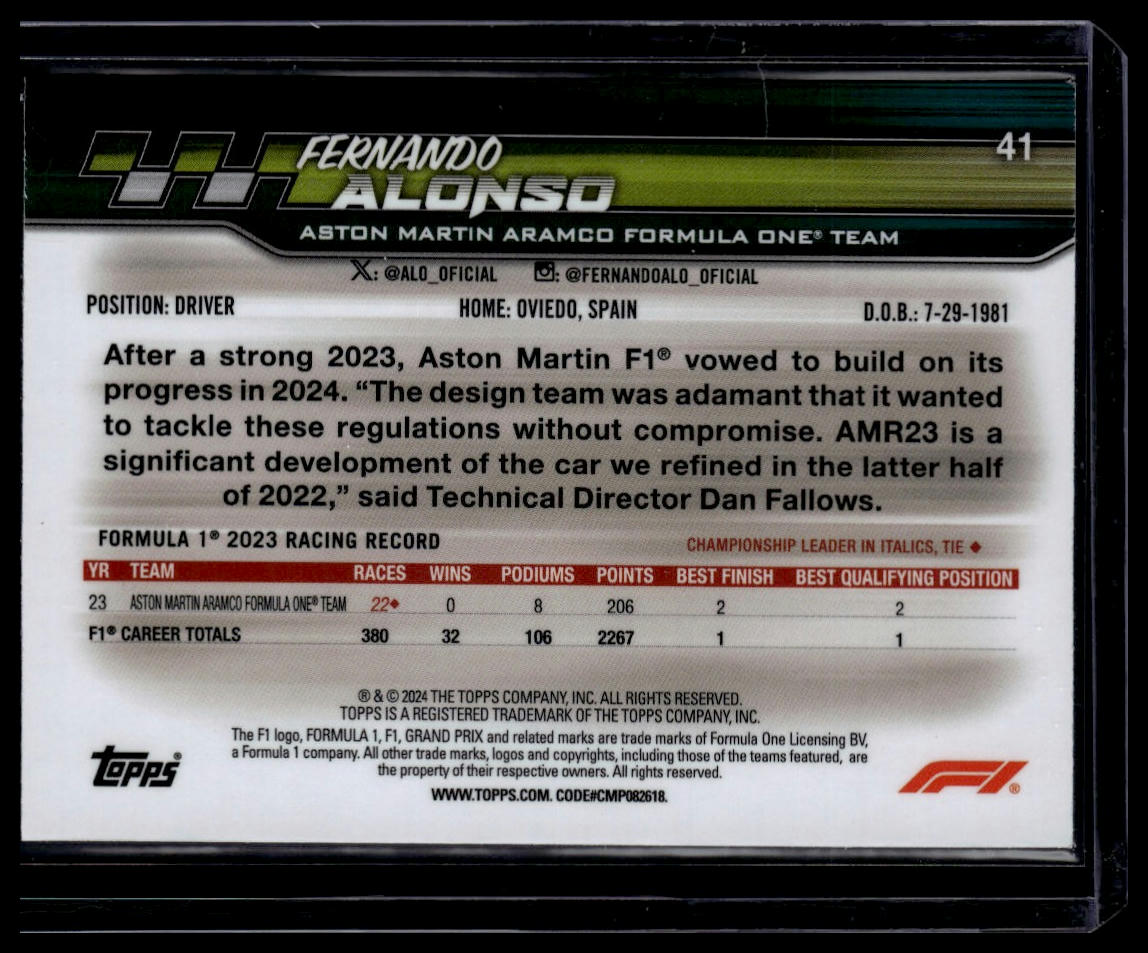 41
FERNANDO
ALONSO
ASTON MARTIN ARAMCO FORMULA ONE® TEAM
X: @ALO_OFICIAL : @FERNANDOALO_OFICIAL
POSITION: DRIVER HOME: OVIEDO, SPAIN D.O.B.: 7-29-1981
After a strong 2023, Aston Martin F1® vowed to build on its
progress in 2024. “The design team was adamant that it wanted
to tackle these regulations without compromise. AMR23 is a
significant development of the car we refined in the latter half
of 2022,” said Technical Director Dan Fallows.
FORMULA 1® 2023 RACING RECORD CHAMPIONSHIP LEADER IN ITALICS, TIE ♦
YR TEAM RACES WINS PODIUMS POINTS BEST FINISH BEST QUALIFYING POSITION
23 ASTON MARTIN ARAMCO FORMULA ONE® TEAM 22♦ 0 8 206 2 2
F1® CAREER TOTALS 380 32 106 2267 1 1
® & © 2024 THE TOPPS COMPANY, INC. ALL RIGHTS RESERVED.
TOPPS IS A REGISTERED TRADEMARK OF THE TOPPS COMPANY, INC.
The F1 logo, FORMULA 1, F1, GRAND PRIX and related marks are trade marks of Formula One Licensing BV,
a Formula 1 company. All other trade marks, logos and copyrights, including those of the teams featured, are
the property of their respective owners. All rights reserved.
WWW.TOPPS.COM. CODE#CMP082618.
topps®
F1®